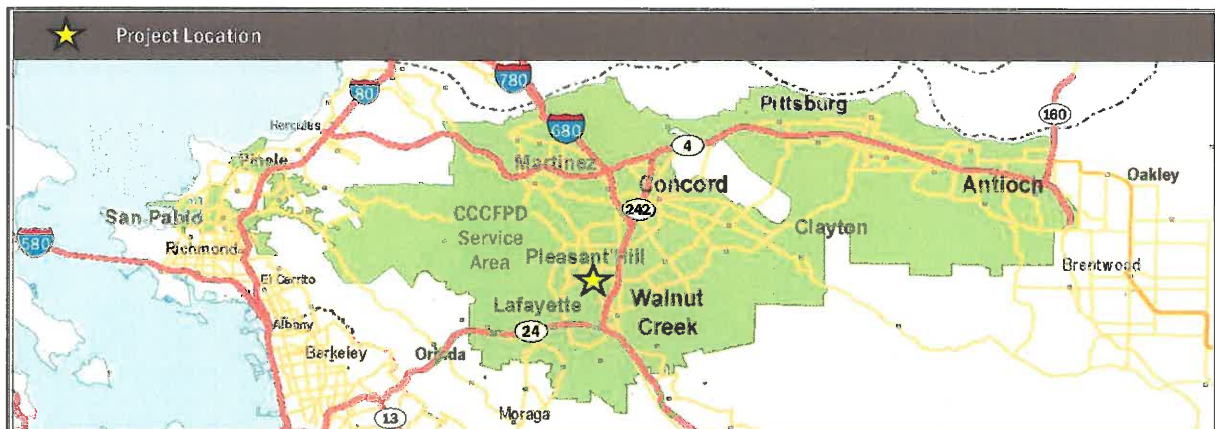 Project Location
780
80
Pittsburg
680
160
Hercules
4
Pinole
Martinez
Concord
Antioch
Oakley
San Pablo
CCCFPD
Service
Area
242
Clayton
580
Richmond
Pleasant Hill
Brentwood
El Cerrito
Lafayette
Walnut
Creek
Albany
24
Berkeley
Orinda
Moraga
13